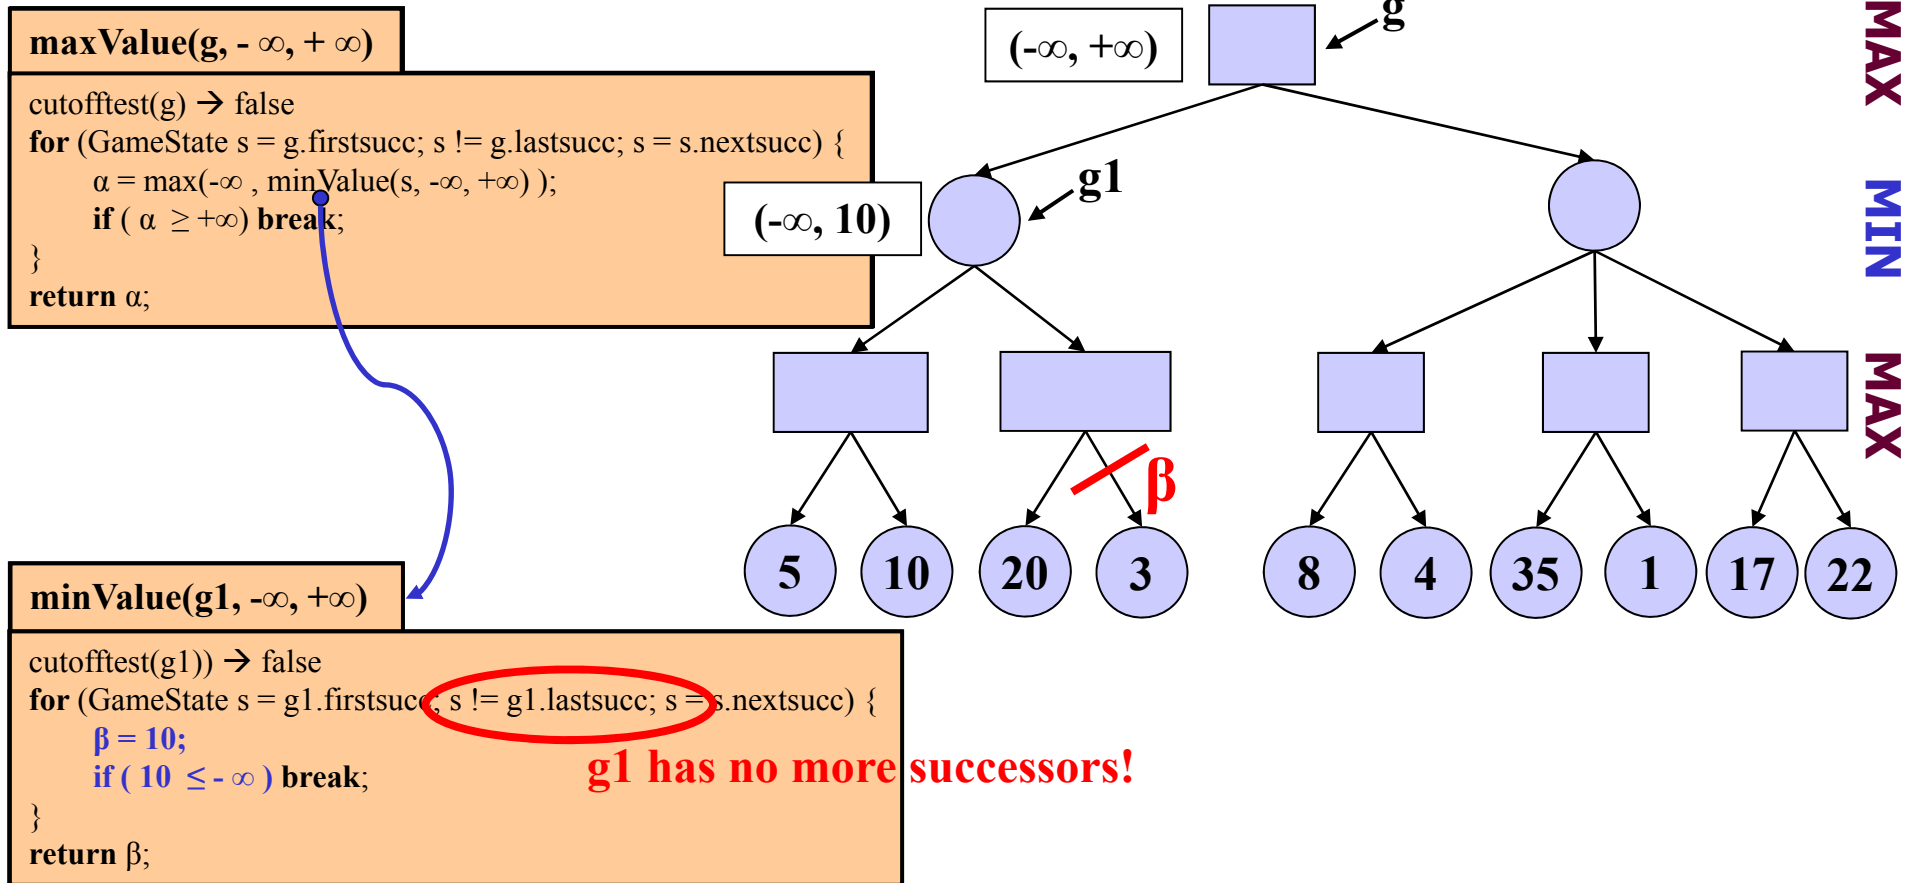 maxValue(g, - ∞, + ∞)
cutofftest(g) → false
for (GameState s = g.firstsucc; s != g.lastsucc; s = s.nextsucc) {
α = max(-∞ , minValue(s, -∞, +∞) );
if ( α ≥ +∞) break;
}
return α;
(-∞, +∞)
g
MAX
(-∞, 10)
g1
MIN
MAX
β
5 10 20 3 8 4 35 1 17 22
minValue(g1, -∞, +∞)
cutofftest(g1)) → false
for (GameState s = g1.firstsucc; s != g1.lastsucc; s = s.nextsucc) {
β = 10;
if ( 10 ≤ - ∞ ) break;
g1 has no more successors!
}
return β;